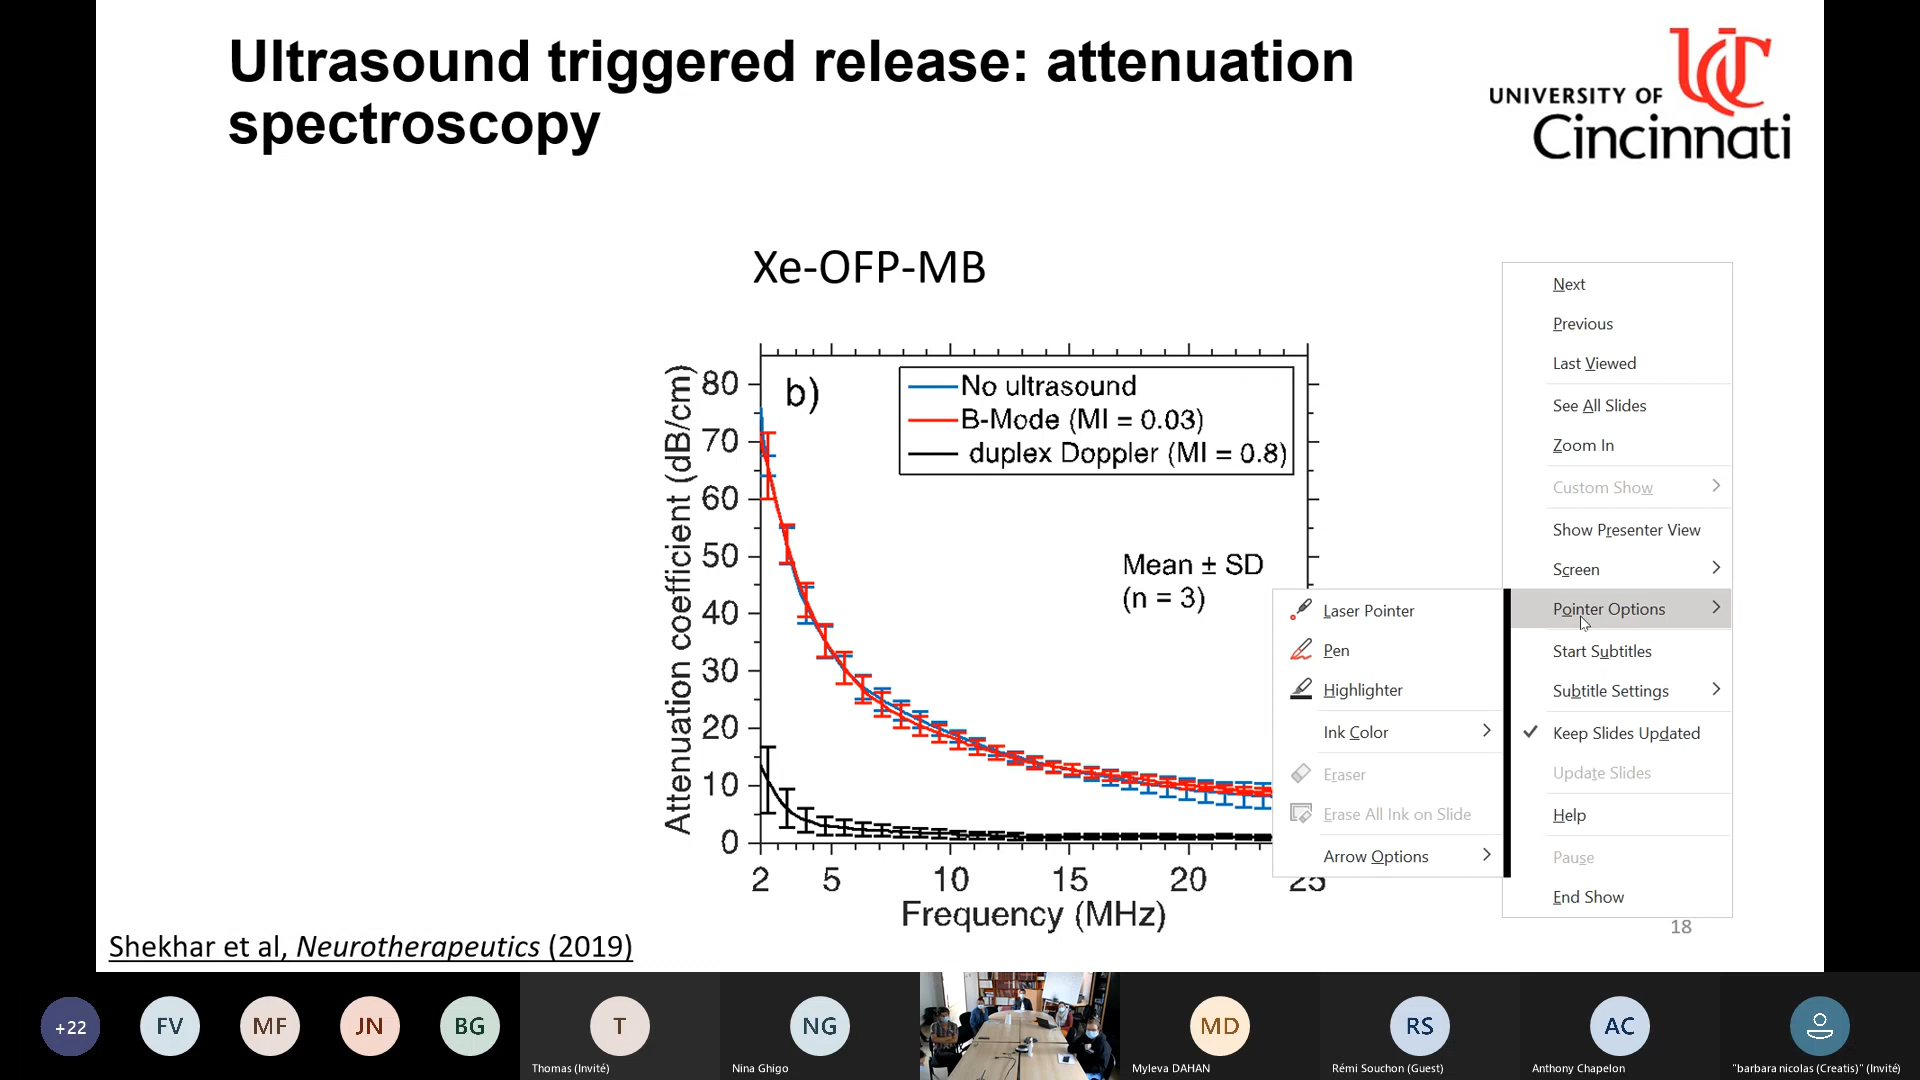 Ultrasound triggered release: attenuation
spectroscopy
UNIVERSITY OF
Cincinnati
Xe-OFP-MB
b)
No ultrasound
B-Mode (MI = 0.03)
duplex Doppler (MI = 0.8)
Mean ± SD
(n = 3)
Attenuation coefficient (dB/cm)
80
70
60
50
40
30
20
10
0
2 5 10 15 20 25
Frequency (MHz)
Next
Previous
Last Viewed
See All Slides
Zoom In
Custom Show
Show Presenter View
Screen
Pointer Options
Start Subtitles
Subtitle Settings
Keep Slides Updated
Update Slides
Help
Pause
End Show
Laser Pointer
Pen
Highlighter
Ink Color
Eraser
Erase All Ink on Slide
Arrow Options
18
Shekhar et al, Neurotherapeutics (2019)
+22 FV MF JN BG T NG MD RS AC
Thomas (Invité) Nina Ghigo Myleva DAHAN Rémi Souchon (Guest) Anthony Chapelon "barbara nicolas (Creatis)" (Invité)